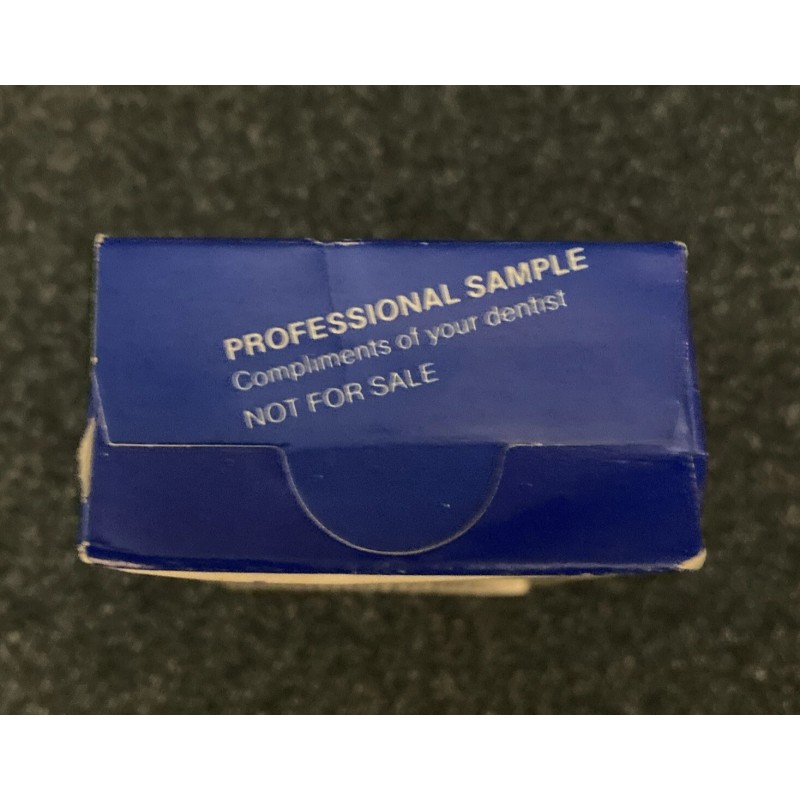 PROFESSIONAL SAMPLE
Compliments of your dentist
NOT FOR SALE